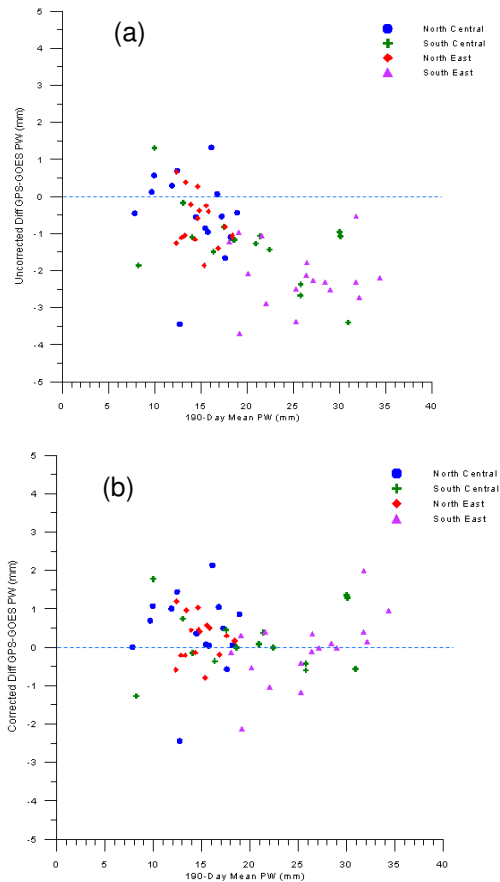 (a)
North Central
South Central
North East
South East
Uncorrected Diff GPS-GOES PW (mm)
5
4
3
2
1
0
-1
-2
-3
-4
-5
0 5 10 15 20 25 30 35 40
190-Day Mean PW (mm)
(b)
North Central
South Central
North East
South East
Corrected Diff GPS-GOES PW (mm)
5
4
3
2
1
0
-1
-2
-3
-4
-5
0 5 10 15 20 25 30 35 40
190-Day Mean PW (mm)